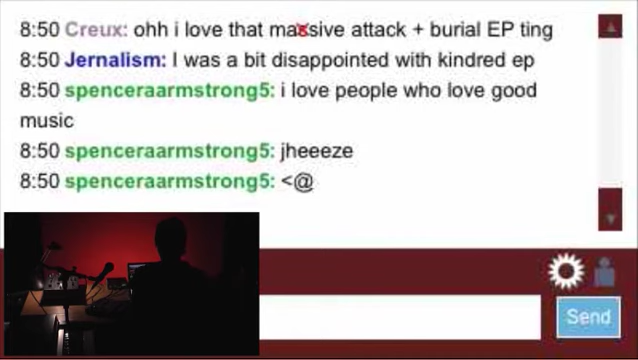 8:50 Creux: ohh i love that massive attack + burial EP ting
8:50 Jernalism: I was a bit disappointed with kindred ep
8:50 spenceraarmstrong5: i love people who love good
music
8:50 spenceraarmstrong5: jheeeze
8:50 spenceraarmstrong5: <@
Send